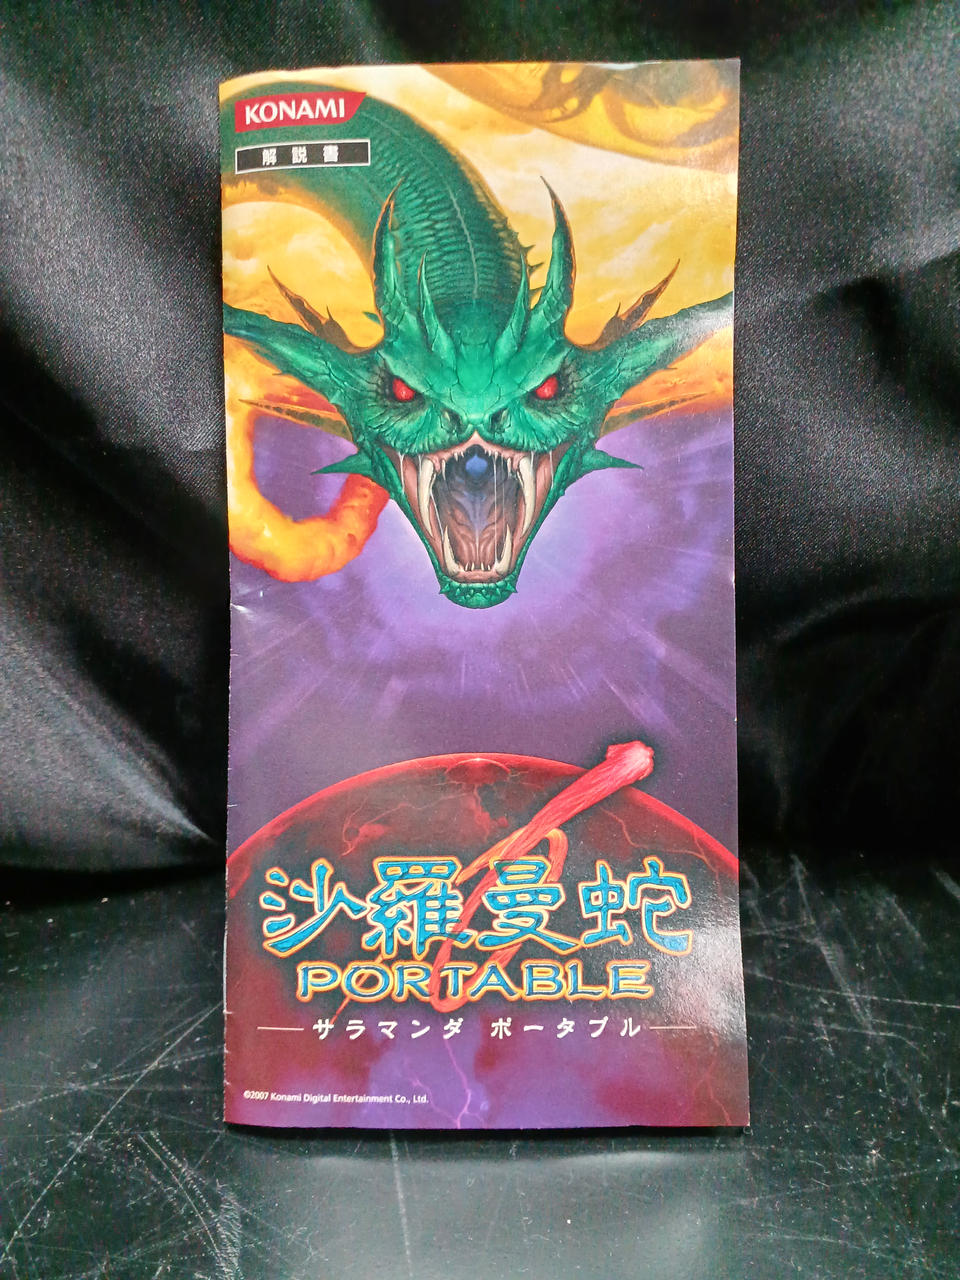 KONAMI
解説書
沙羅曼蛇
PORTABLE
サラマンダ ポータブル
©2007 Konami Digital Entertainment Co., Ltd.